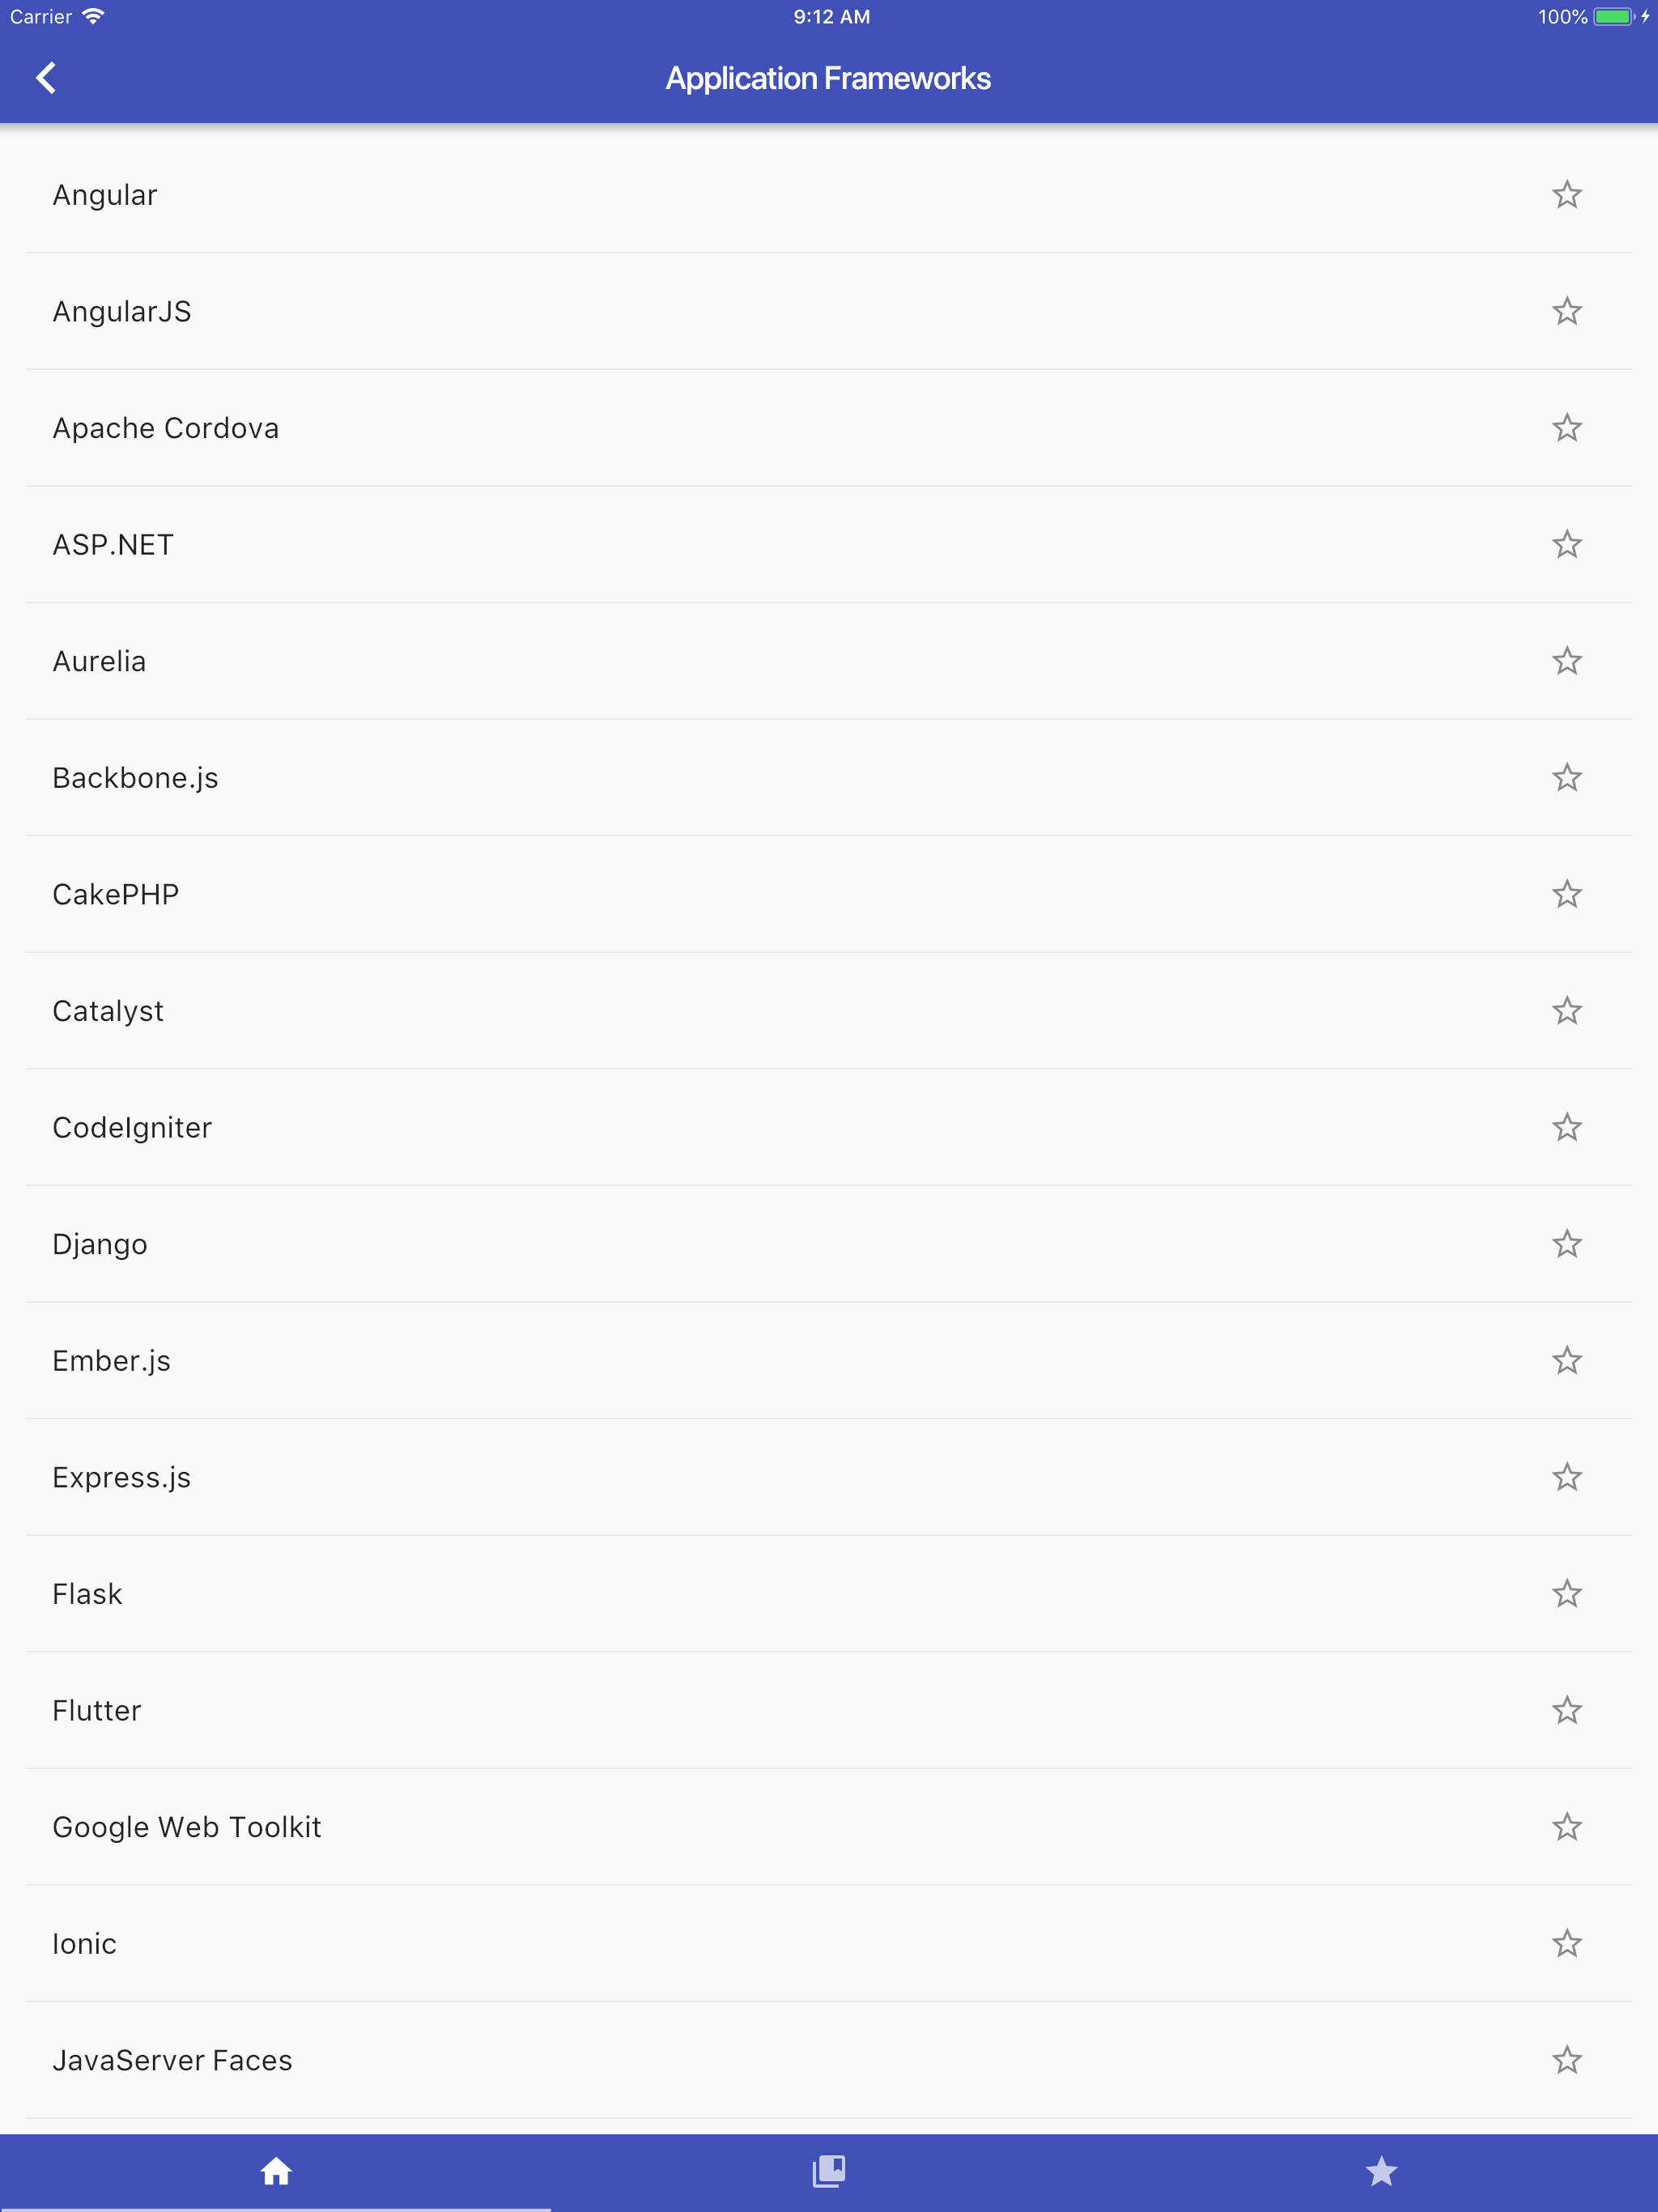 Carrier 9:12 AM 100%
Application Frameworks
Angular
AngularJS
Apache Cordova
ASP.NET
Aurelia
Backbone.js
CakePHP
Catalyst
CodeIgniter
Django
Ember.js
Express.js
Flask
Flutter
Google Web Toolkit
Ionic
JavaServer Faces